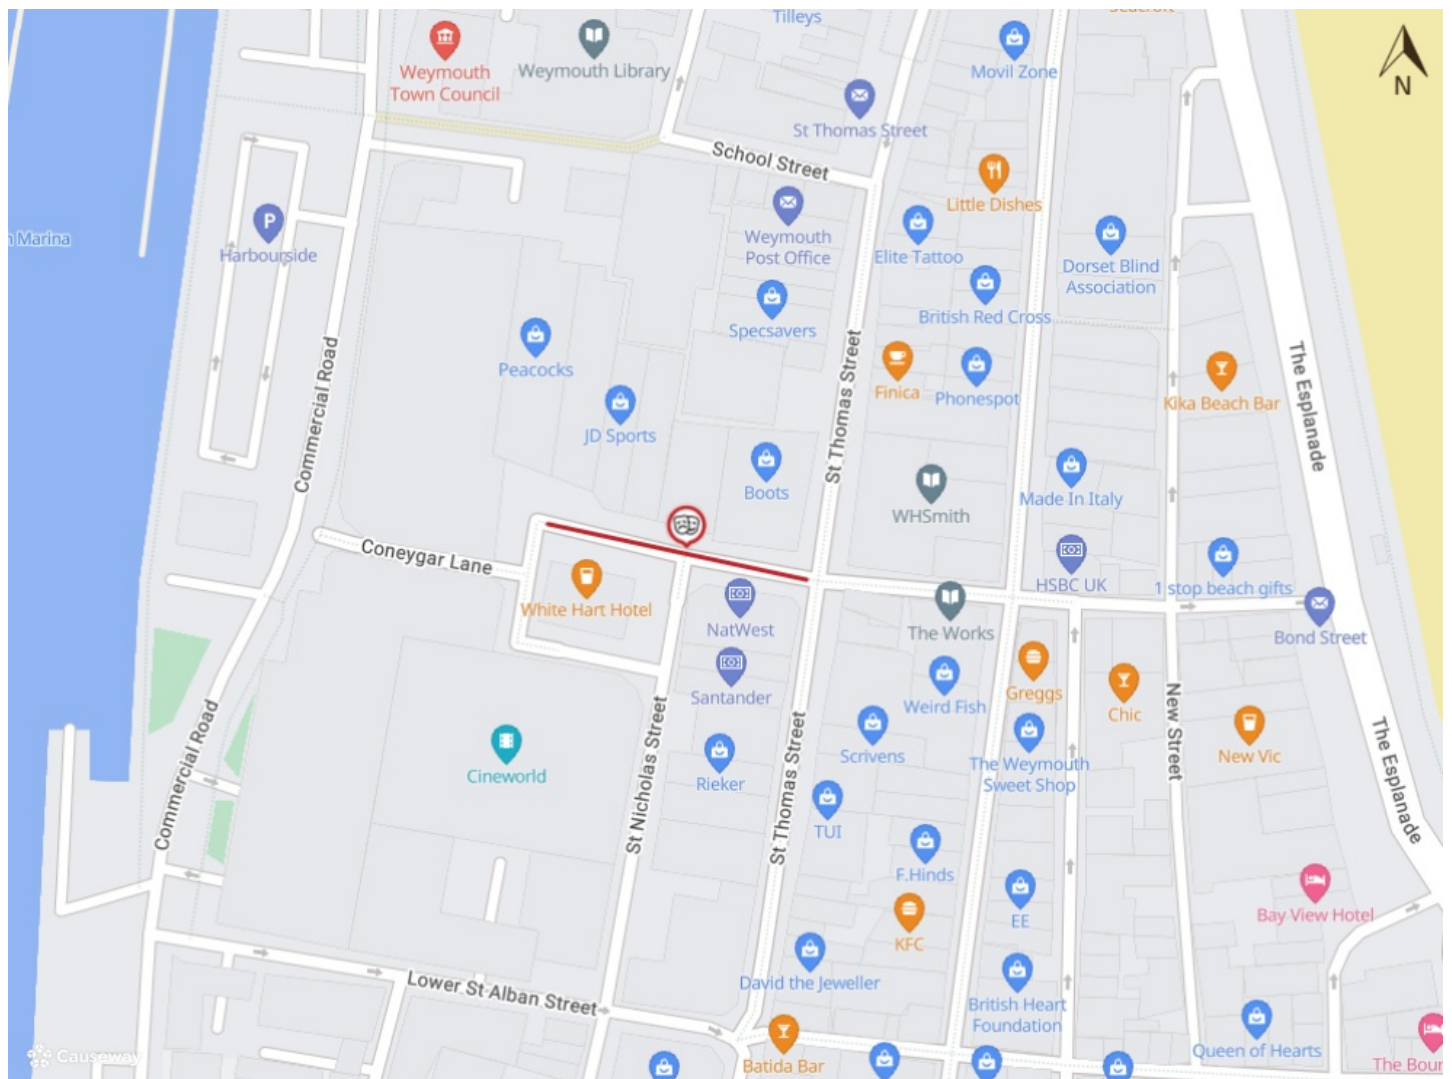 Tilleys
Movil Zone
N
Weymouth
Town Council
Weymouth Library
St Thomas Street
School Street
Little Dishes
Weymouth
Post Office
Elite Tattoo
Dorset Blind
Association
Marina
P
Harbourside
Specsavers
British Red Cross
Peacocks
Commercial Road
St Thomas Street
Finica
Phonespot
Kika Beach Bar
The Esplanade
JD Sports
Boots
WHSmith
Made In Italy
Coneygar Lane
White Hart Hotel
NatWest
The Works
HSBC UK
1 stop beach gifts
Bond Street
Santander
Weird Fish
Greggs
Chic
New Street
New Vic
The Esplanade
Commercial Road
Cineworld
St Nicholas Street
Rieker
St Thomas Street
Scrivens
The Weymouth
Sweet Shop
TUI
F.Hinds
KFC
EE
Bay View Hotel
Lower St Alban Street
David the Jeweller
British Heart
Foundation
Queen of Hearts
Causeway
Batida Bar
The Bour